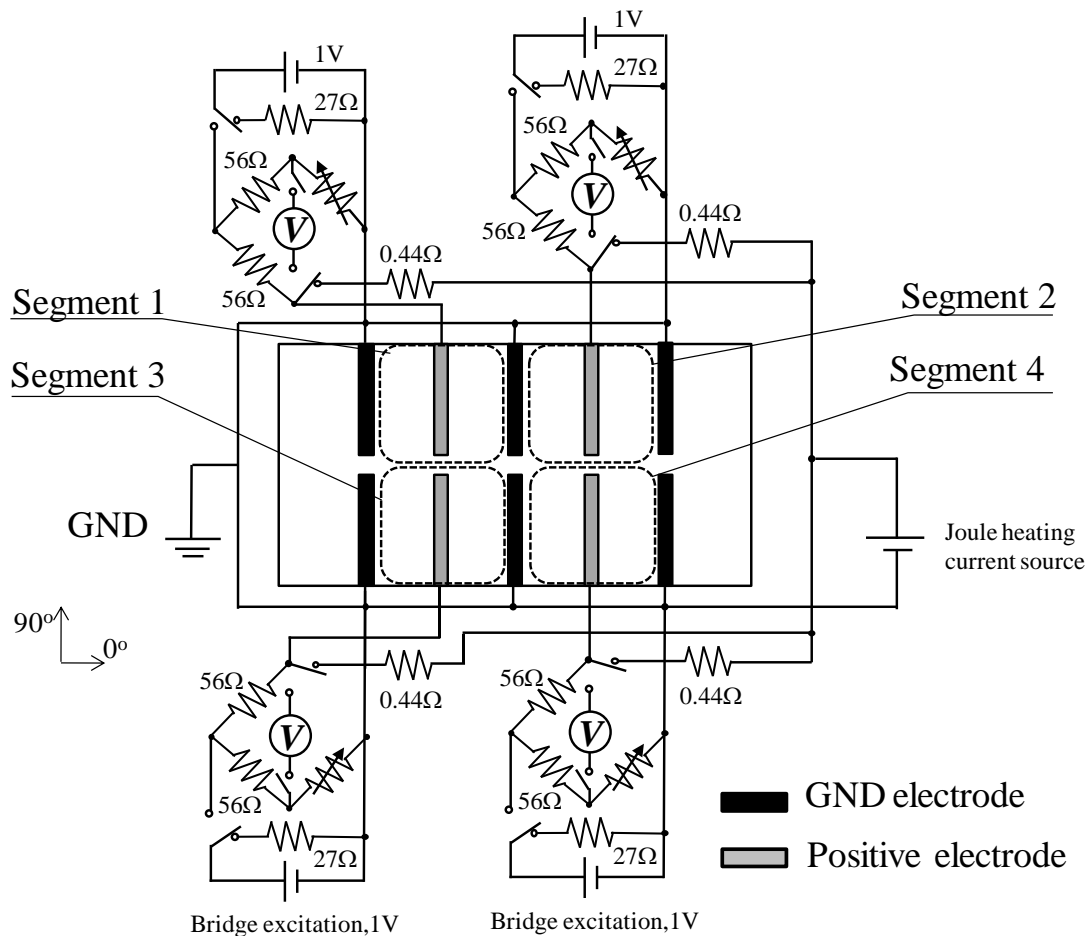 1V
1V
27Ω
27Ω
56Ω
56Ω
V
V
56Ω
0.44Ω
0.44Ω
56Ω
Segment 1
Segment 2
Segment 3
Segment 4
GND
Joule heating
current source
90°
0°
56Ω
0.44Ω
56Ω
0.44Ω
V
V
56Ω
56Ω
27Ω
27Ω
GND electrode
Positive electrode
Bridge excitation,1V
Bridge excitation,1V